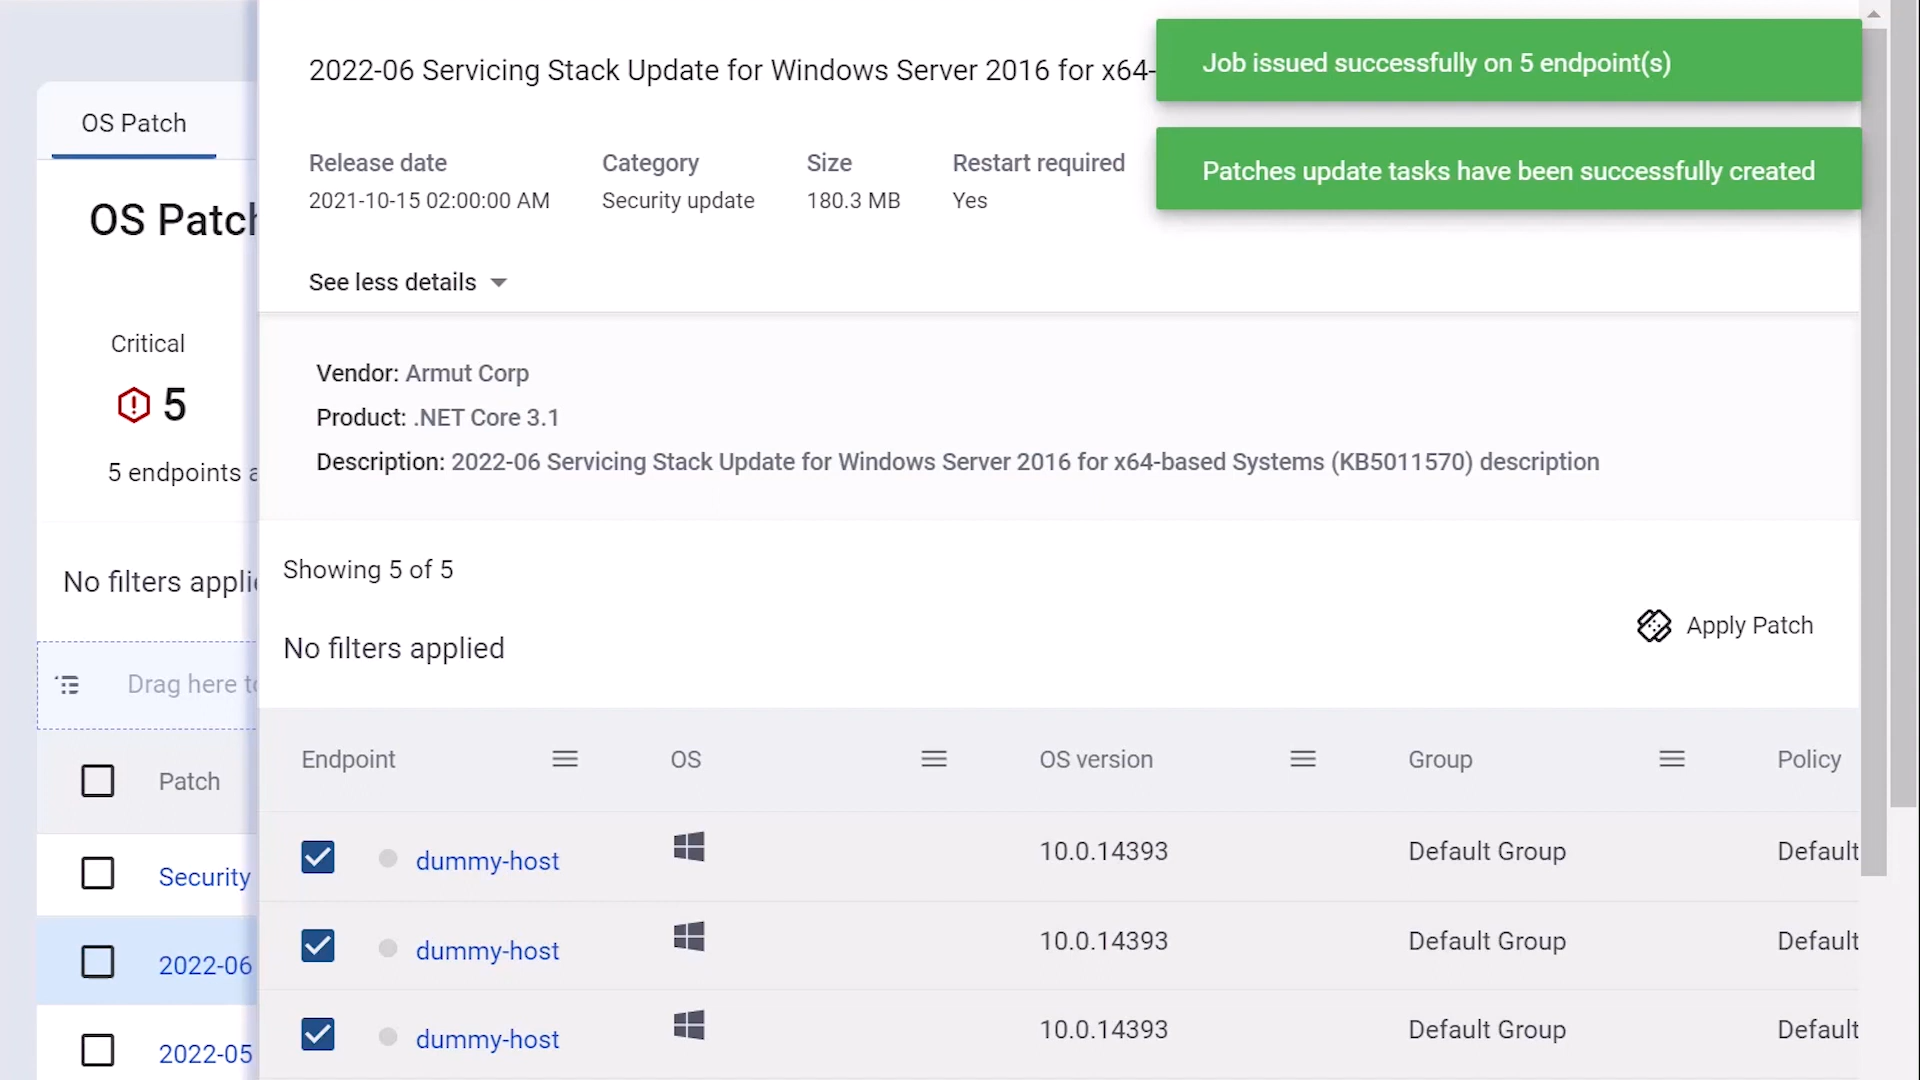 OS Patch
OS Patch
Critical
5
5 endpoints
No filters
Drag here
Patch
Security
2022-06
2022-05
2022-06 Servicing Stack Update for Windows Server 2016 for x64-
Job issued successfully on 5 endpoint(s)
Patches update tasks have been successfully created
Release date
2021-10-15 02:00:00 AM
Category
Security update
Size
180.3 MB
Restart required
Yes
See less details
Vendor: Armut Corp
Product: .NET Core 3.1
Description: 2022-06 Servicing Stack Update for Windows Server 2016 for x64-based Systems (KB5011570) description
Showing 5 of 5
No filters applied
Apply Patch
Endpoint OS OS version Group Policy
dummy-host 10.0.14393 Default Group Default
dummy-host 10.0.14393 Default Group Default
dummy-host 10.0.14393 Default Group Default